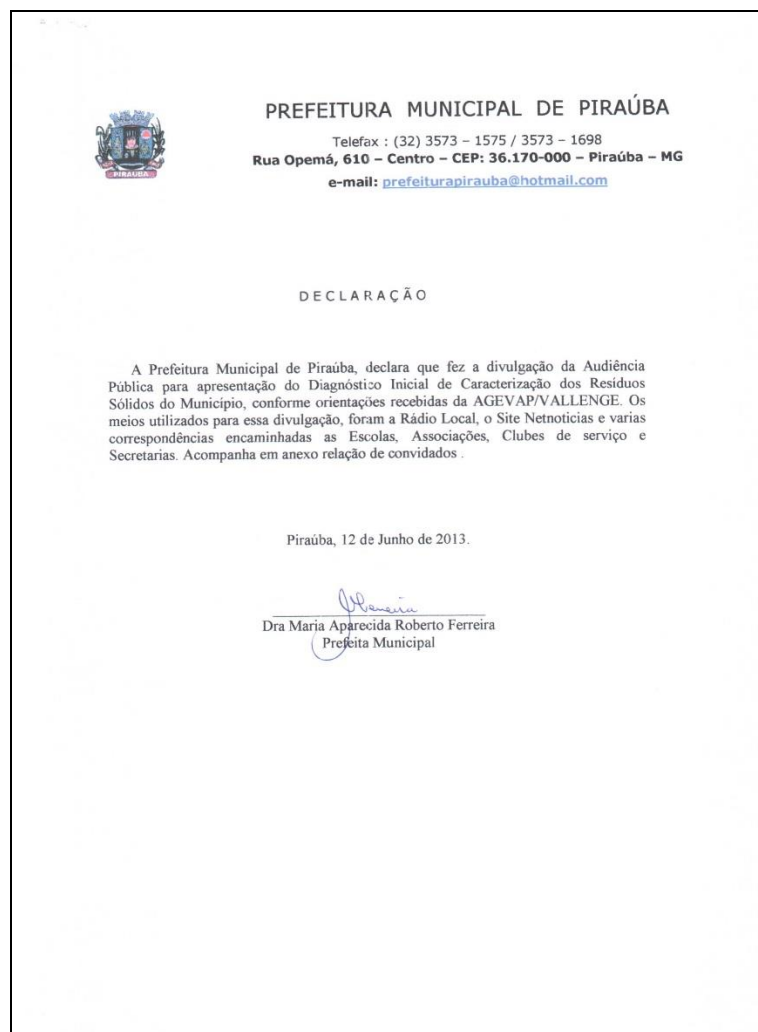 PREFEITURA MUNICIPAL DE PIRAÚBA
Telefax : (32) 3573 – 1575 / 3573 – 1698
Rua Opemá, 610 – Centro – CEP: 36.170-000 – Piraúba – MG
e-mail: prefeiturapirauba@hotmail.com
PIRAUBA
DECLARAÇÃO
A Prefeitura Municipal de Piraúba, declara que fez a divulgação da Audiência
Pública para apresentação do Diagnóstico Inicial de Caracterização dos Resíduos
Sólidos do Município, conforme orientações recebidas da AGEVAP/VALLENGE. Os
meios utilizados para essa divulgação, foram a Rádio Local, o Site Netnoticias e varias
correspondências encaminhadas as Escolas, Associações, Clubes de serviço e
Secretarias. Acompanha em anexo relação de convidados .
Piraúba, 12 de Junho de 2013.
Dra Maria Aparecida Roberto Ferreira
Prefeita Municipal